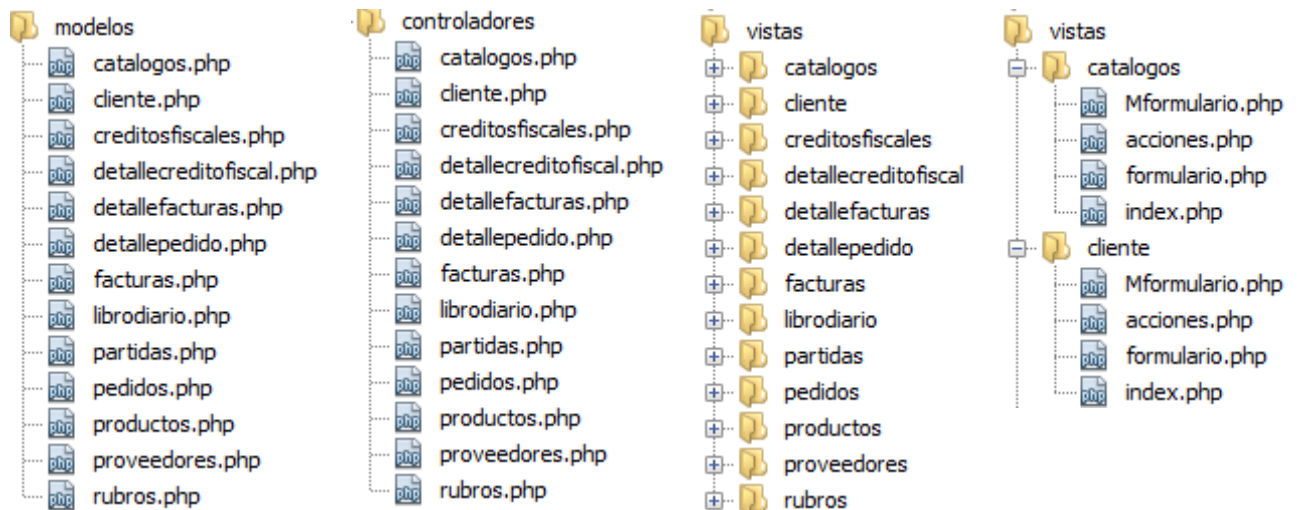 modelos
catalogos.php
cliente.php
creditosfiscales.php
detallecreditofiscal.php
detallefacturas.php
detallepedido.php
facturas.php
librodiario.php
partidas.php
pedidos.php
productos.php
proveedores.php
rubros.php
controladores
catalogos.php
cliente.php
creditosfiscales.php
detallecreditofiscal.php
detallefacturas.php
detallepedido.php
facturas.php
librodiario.php
partidas.php
pedidos.php
productos.php
proveedores.php
rubros.php
vistas
catalogos
cliente
creditosfiscales
detallecreditofiscal
detallefacturas
detallepedido
facturas
librodiario
partidas
pedidos
productos
proveedores
rubros
vistas
catalogos
Mformulario.php
acciones.php
formulario.php
index.php
cliente
Mformulario.php
acciones.php
formulario.php
index.php